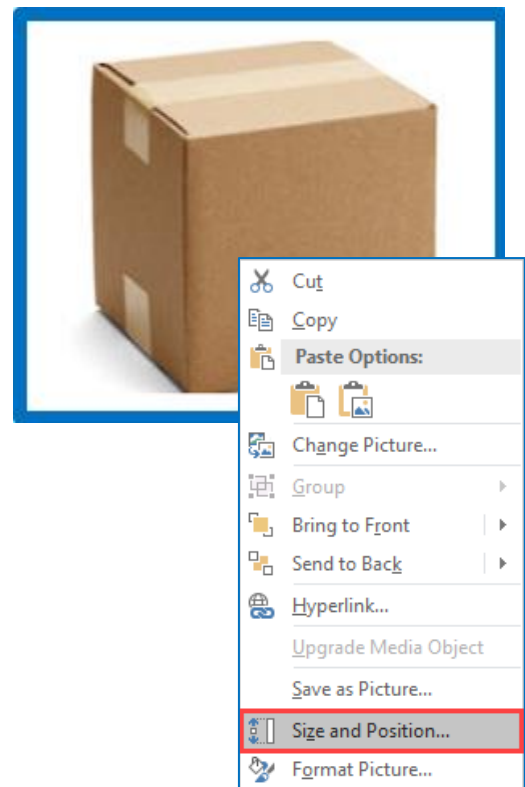 Cut
Copy
Paste Options:
Change Picture...
Group
Bring to Front
Send to Back
Hyperlink...
Upgrade Media Object
Save as Picture...
Size and Position...
Format Picture...